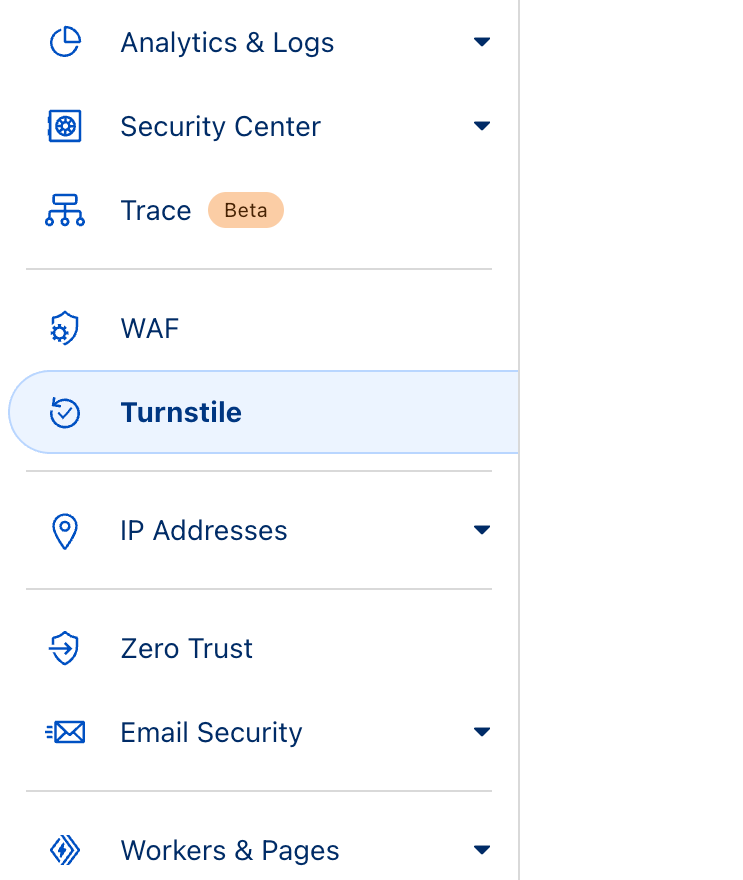 Analytics & Logs
Security Center
Trace Beta
WAF
Turnstile
IP Addresses
Zero Trust
Email Security
Workers & Pages